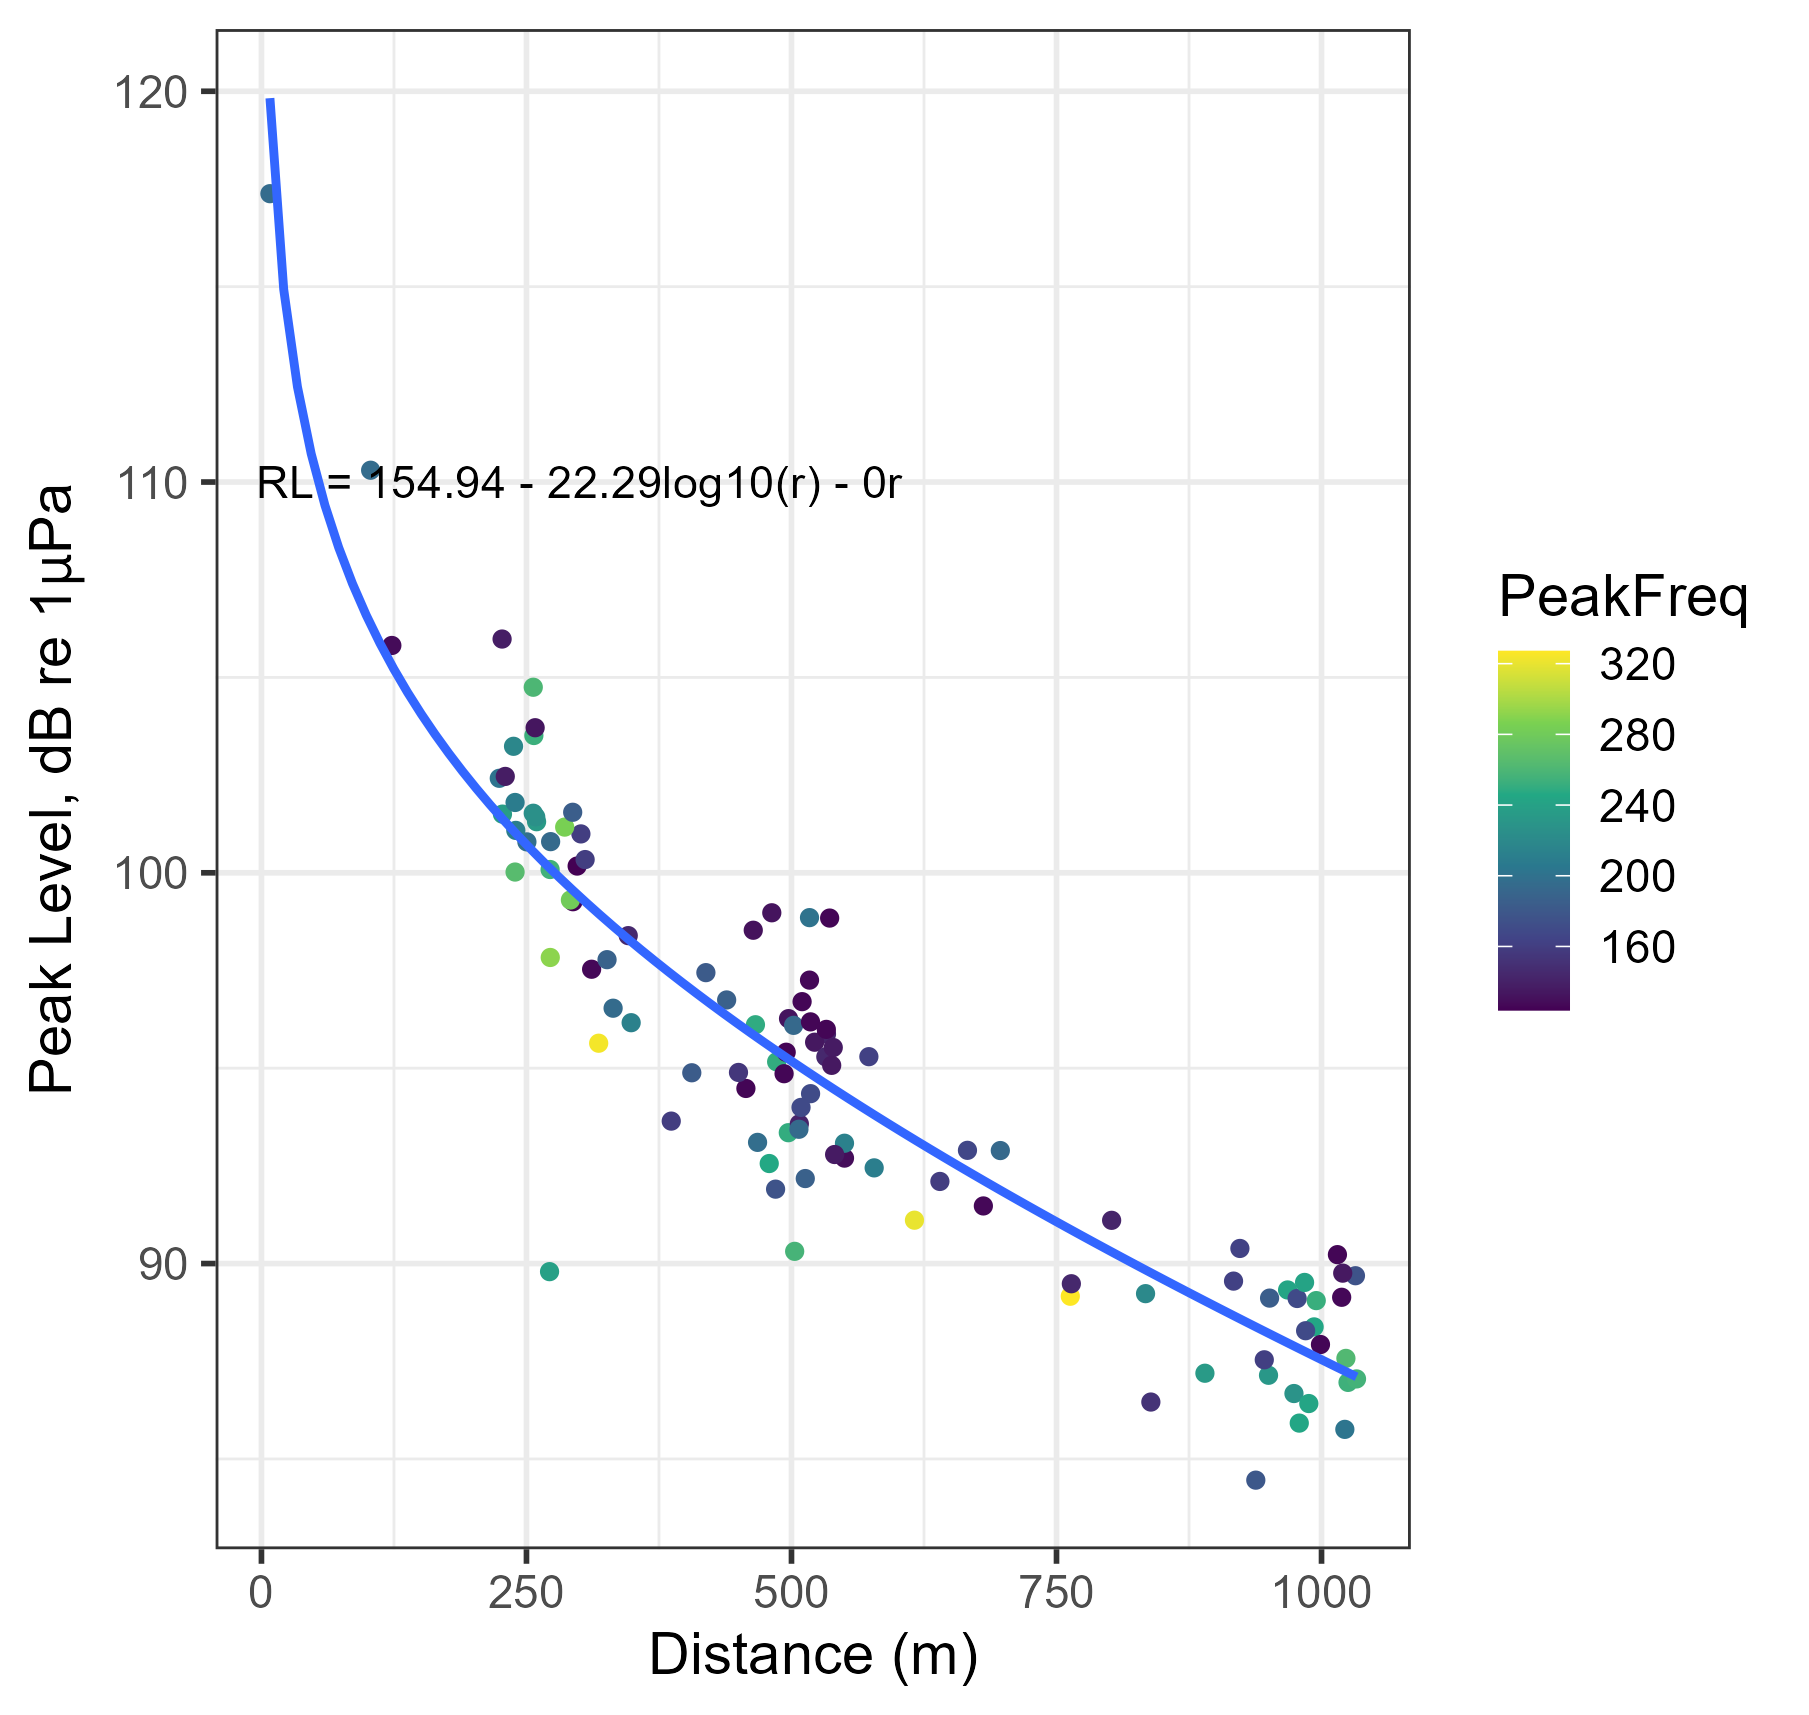 120
110
100
90
Peak Level, dB re 1µPa
RL = 154.94 - 22.29log10(r) - 0r
0 250 500 750 1000
Distance (m)
PeakFreq
320
280
240
200
160